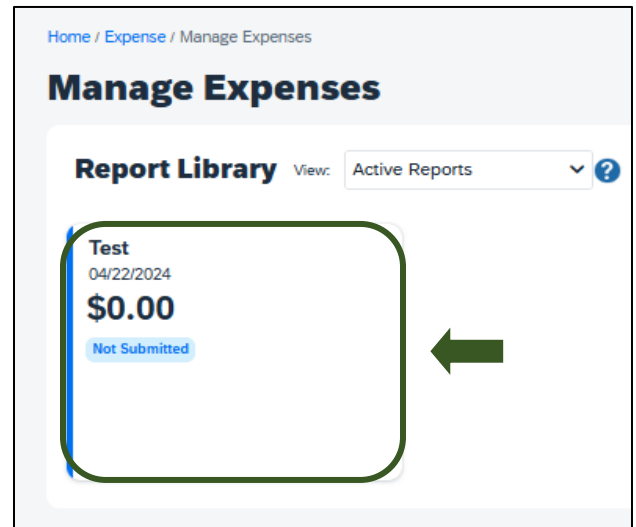 Home / Expense / Manage Expenses
Manage Expenses
Report Library View: Active Reports ?
Test
04/22/2024
$0.00
Not Submitted